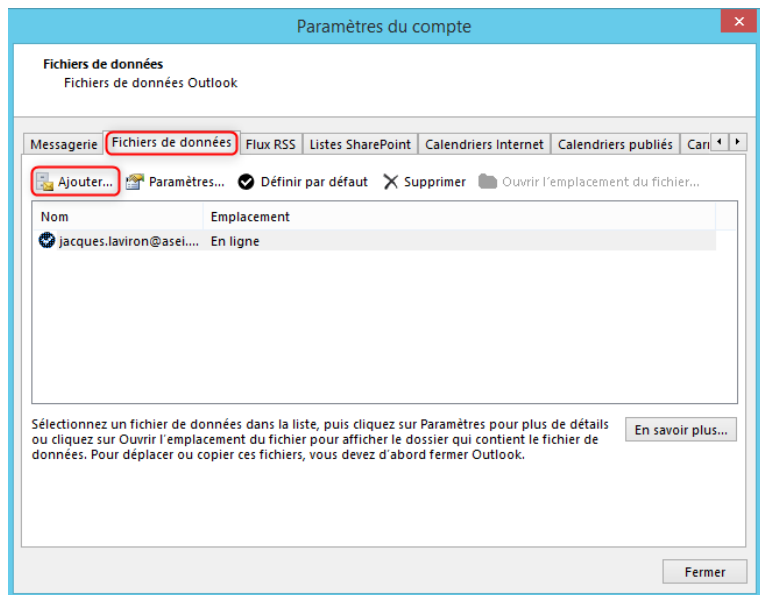 Paramètres du compte
Fichiers de données
Fichiers de données Outlook
Messagerie Fichiers de données Flux RSS Listes SharePoint Calendriers Internet Calendriers publiés Carı
Ajouter... Paramètres... Définir par défaut Supprimer Ouvrir l'emplacement du fichier...
Nom Emplacement
jacques.laviron@asei.... En ligne
Sélectionnez un fichier de données dans la liste, puis cliquez sur Paramètres pour plus de détails
ou cliquez sur Ouvrir l'emplacement du fichier pour afficher le dossier qui contient le fichier de
données. Pour déplacer ou copier ces fichiers, vous devez d'abord fermer Outlook.
En savoir plus...
Fermer